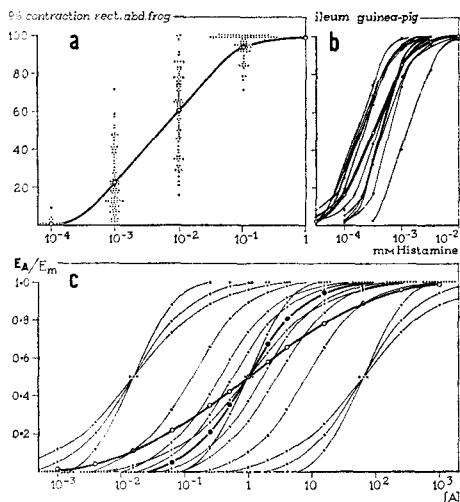 % contraction rect. abd. frog
ileum guinea-pig
a
b
100
80
60
40
20
10⁻⁴ 10⁻³ 10⁻² 10⁻¹ 1
10⁻⁴ 10⁻³ 10⁻²
mM Histamine
EA/Em
c
1·0
0·8
0·6
0·4
0·2
10⁻³ 10⁻² 10⁻¹ 1 10 10² 10³
[A]